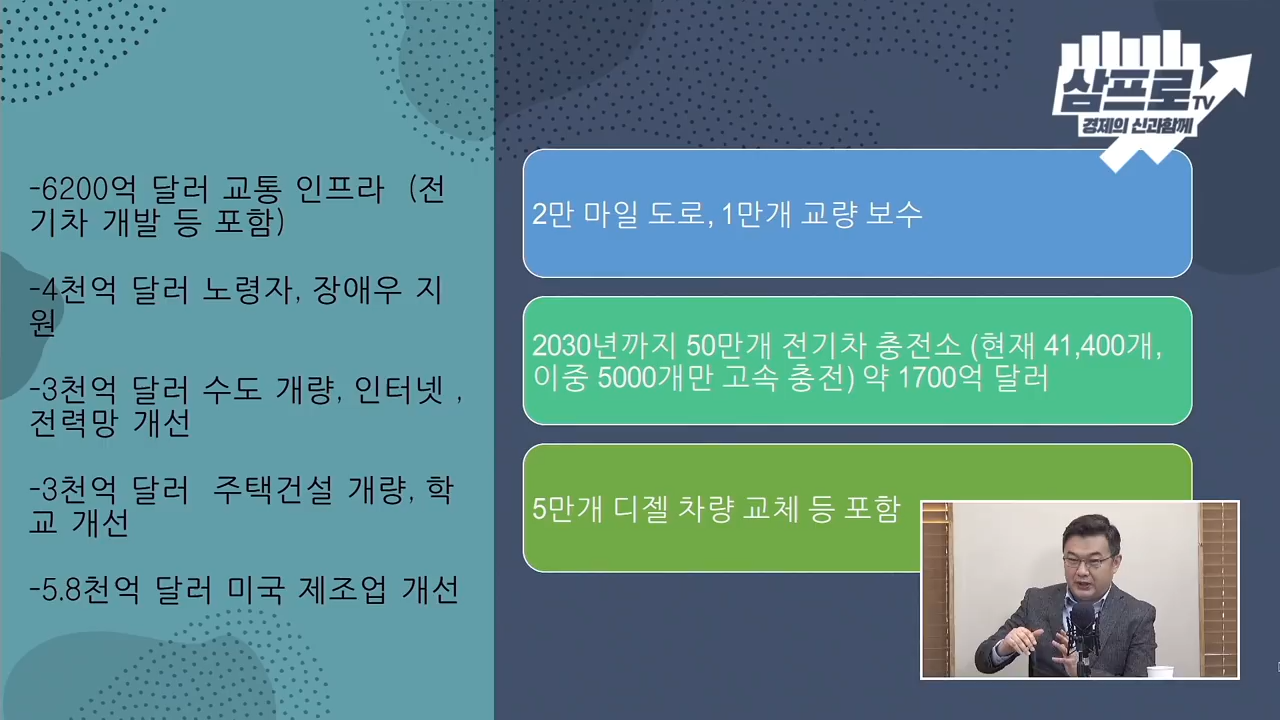 -6200억 달러 교통 인프라 (전
기차 개발 등 포함)
-4천억 달러 노령자, 장애우 지
원
-3천억 달러 수도 개량, 인터넷 ,
전력망 개선
-3천억 달러 주택건설 개량, 학
교 개선
-5.8천억 달러 미국 제조업 개선
삼프로TV
경제의 신과함께
2만 마일 도로, 1만개 교량 보수
2030년까지 50만개 전기차 충전소 (현재 41,400개,
이중 5000개만 고속 충전) 약 1700억 달러
5만개 디젤 차량 교체 등 포함